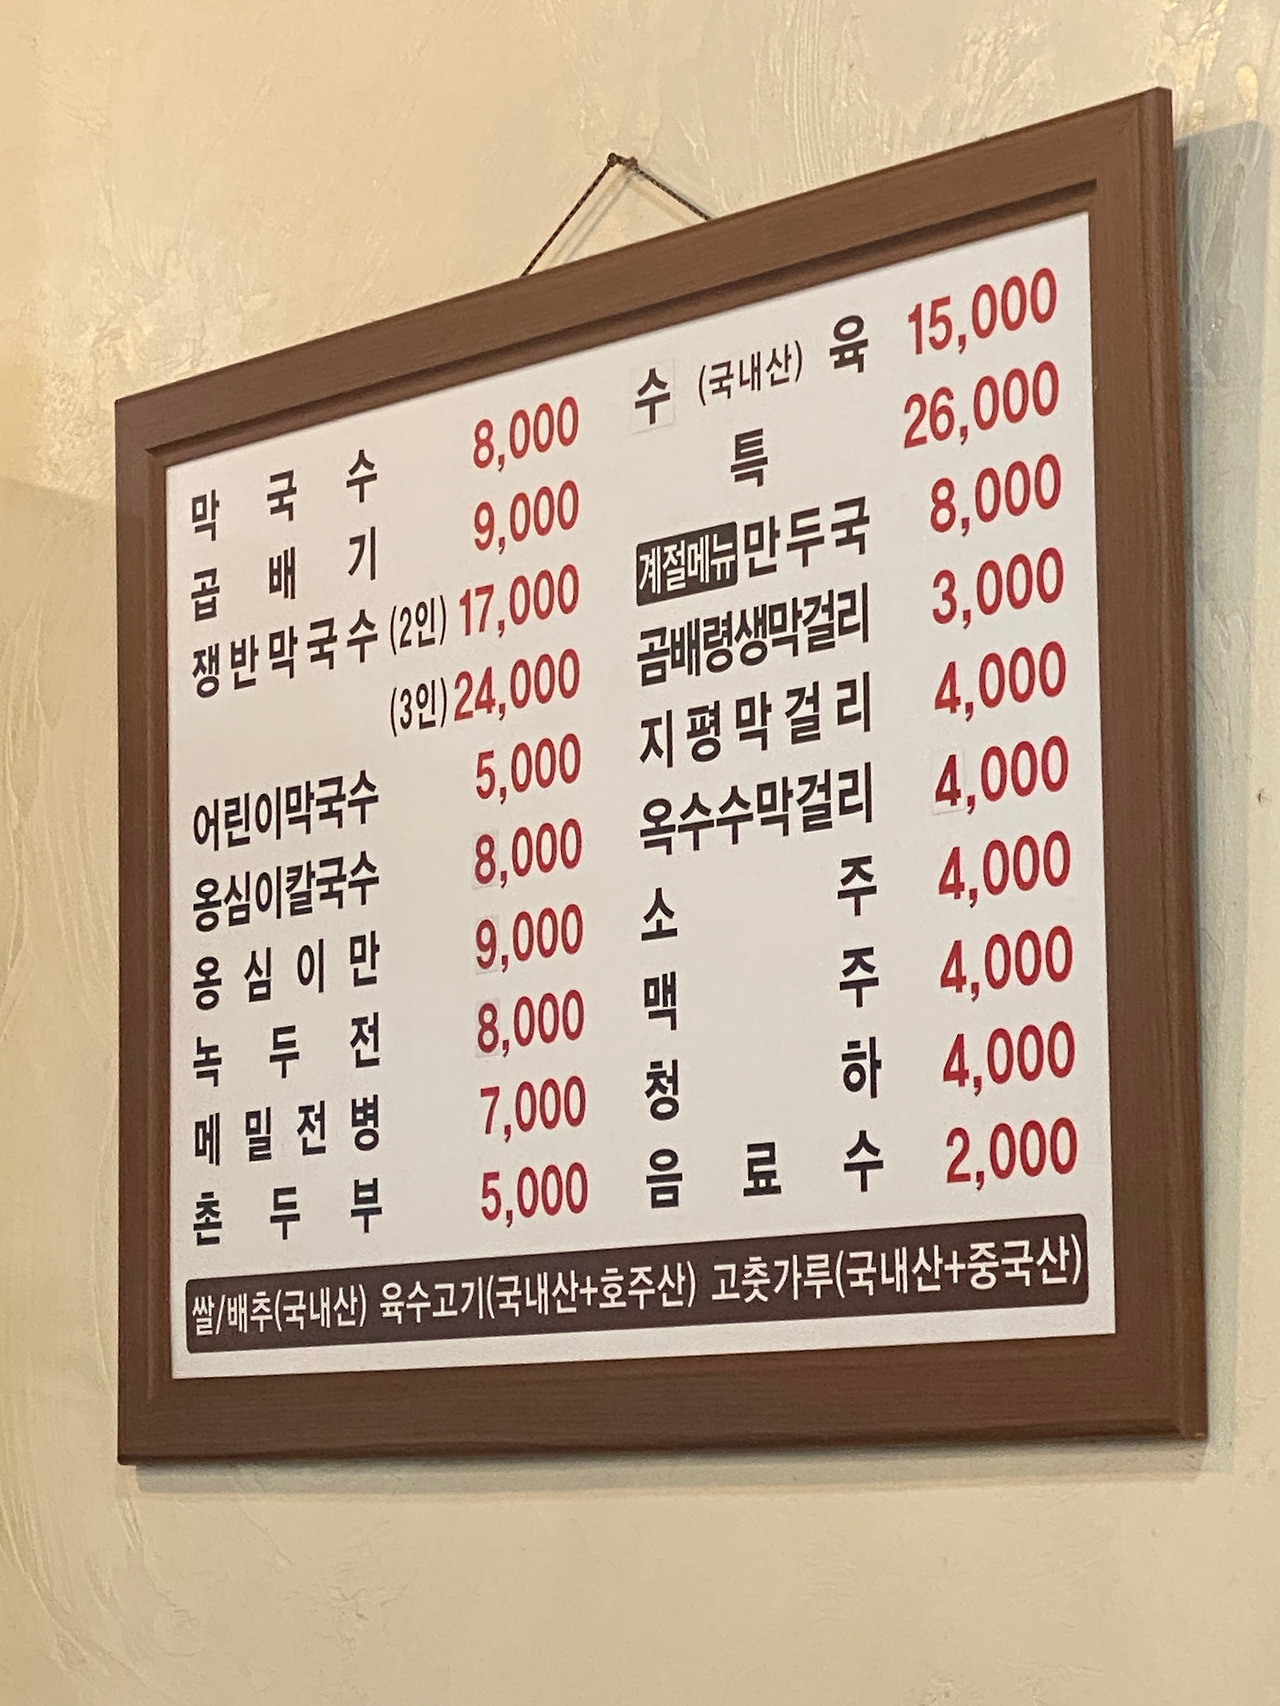 막국수 8,000
곱배기 9,000
쟁반막국수 (2인) 17,000
(3인) 24,000
어린이막국수 5,000
옹심이칼국수 8,000
옹심이만 9,000
녹두전 8,000
메밀전병 7,000
촌두부 5,000
수 (국내산) 육 15,000
특 26,000
계절메뉴 만두국 8,000
곰배령생막걸리 3,000
지평막걸리 4,000
옥수수막걸리 4,000
소주 4,000
맥주 4,000
청하 4,000
음료수 2,000
쌀/배추(국내산) 육수고기(국내산+호주산) 고춧가루(국내산+중국산)